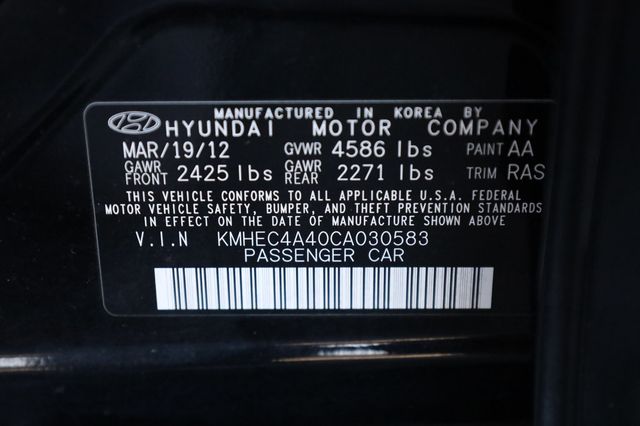 MANUFACTURED IN KOREA BY
HYUNDAI MOTOR COMPANY
MAR/19/12 GVWR 4586 lbs PAINT AA
GAWR FRONT 2425 lbs GAWR REAR 2271 lbs TRIM RAS
THIS VEHICLE CONFORMS TO ALL APPLICABLE U.S.A. FEDERAL
MOTOR VEHICLE SAFETY, BUMPER, AND THEFT PREVENTION STANDARDS
IN EFFECT ON THE DATE OF MANUFACTURE SHOWN ABOVE
V.I.N KMHEC4A40CA030583
PASSENGER CAR